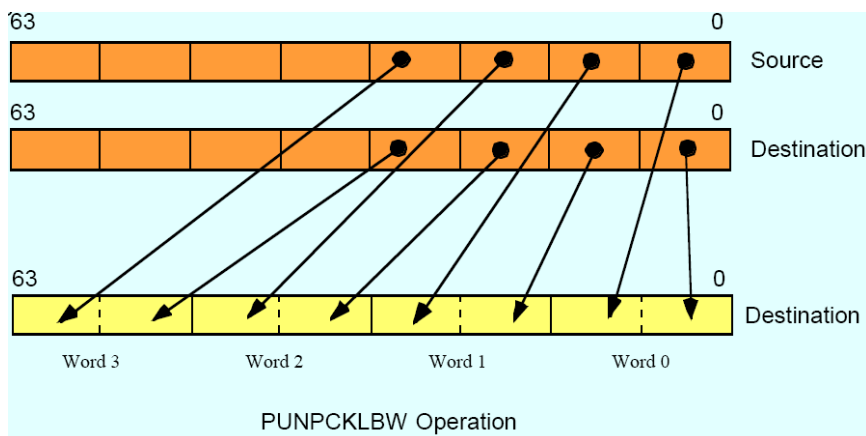 63 0
Source
63 0
Destination
63 0
Destination
Word 3 Word 2 Word 1 Word 0
PUNPCKLBW Operation